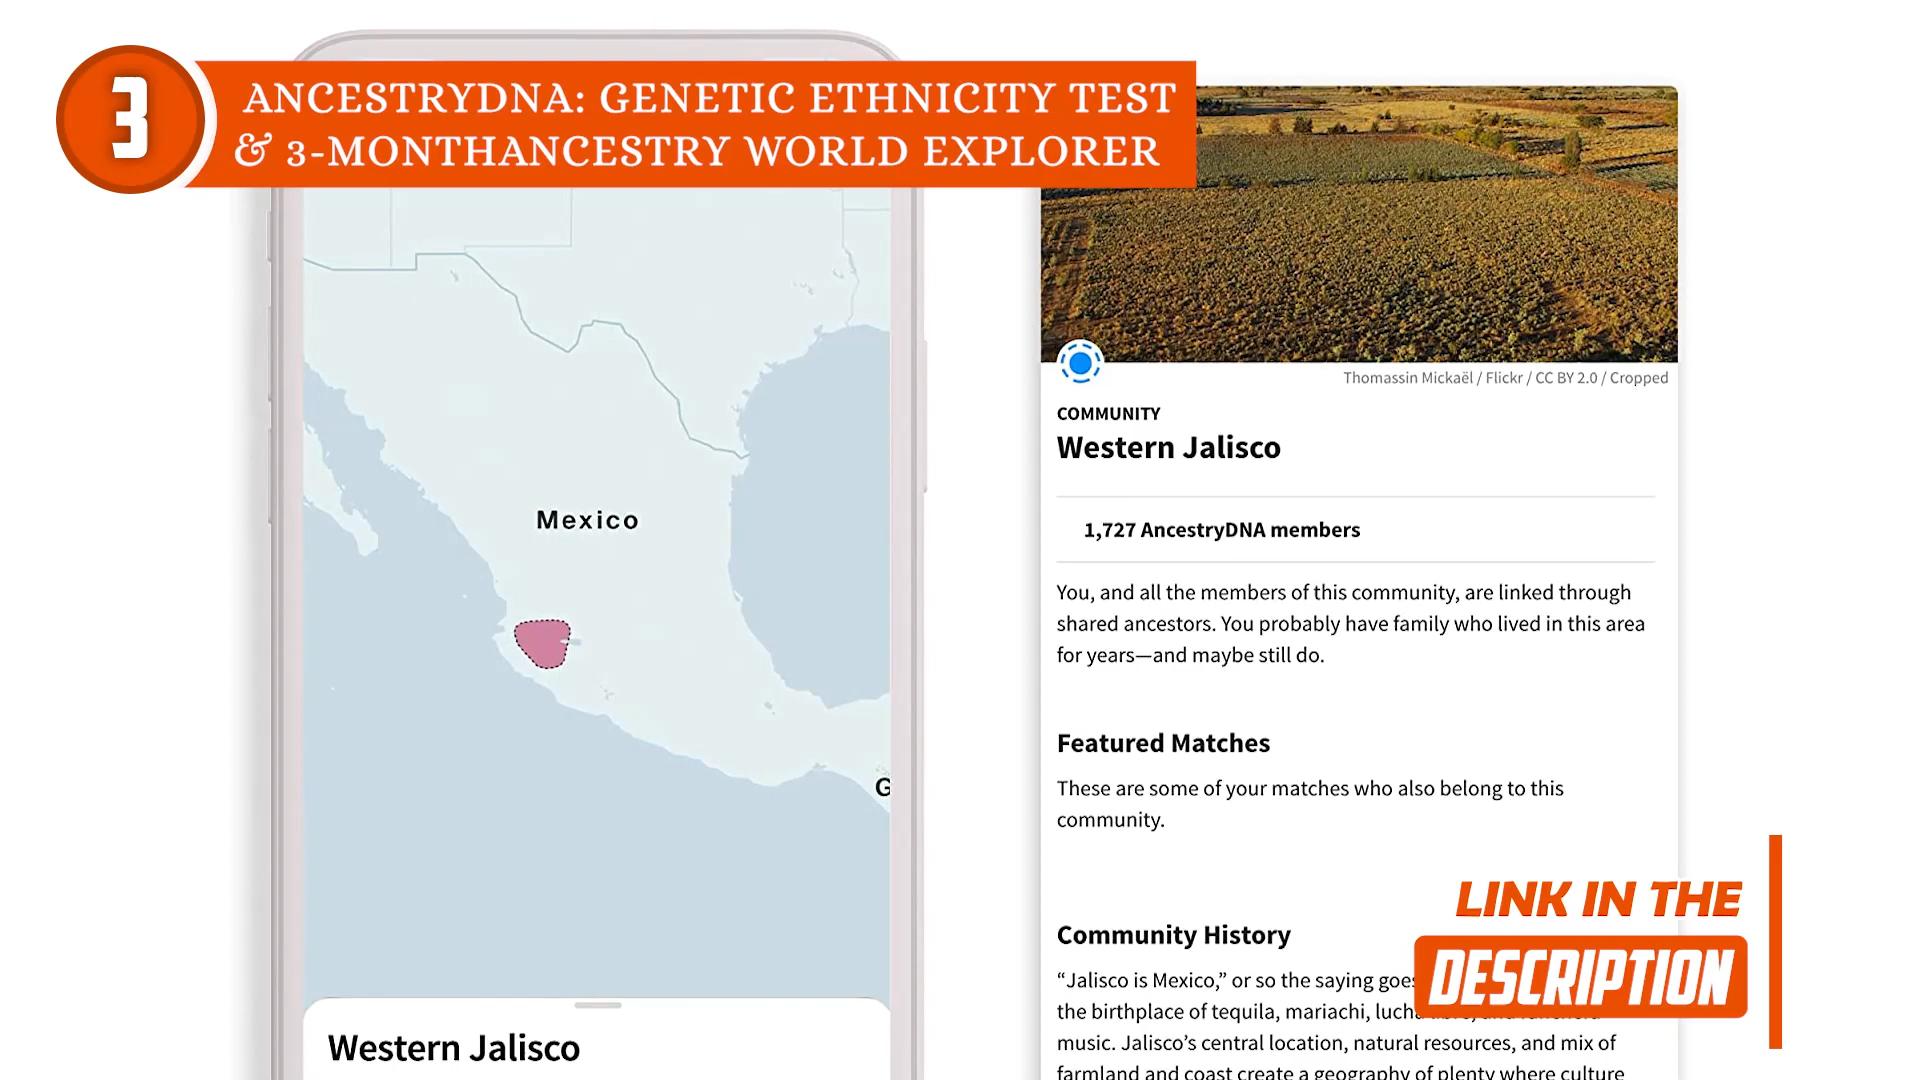 3
ANCESTRYDNA: GENETIC ETHNICITY TEST
& 3-MONTHANCESTRY WORLD EXPLORER
Mexico
G
Western Jalisco
Thomassin Mickaël / Flickr / CC BY 2.0 / Cropped
COMMUNITY
Western Jalisco
1,727 AncestryDNA members
You, and all the members of this community, are linked through
shared ancestors. You probably have family who lived in this area
for years—and maybe still do.
Featured Matches
These are some of your matches who also belong to this
community.
Community History
“Jalisco is Mexico,” or so the saying goes
the birthplace of tequila, mariachi, lucha
music. Jalisco’s central location, natural resources, and mix of
farmland and coast create a geography of plenty where culture
LINK IN THE
DESCRIPTION